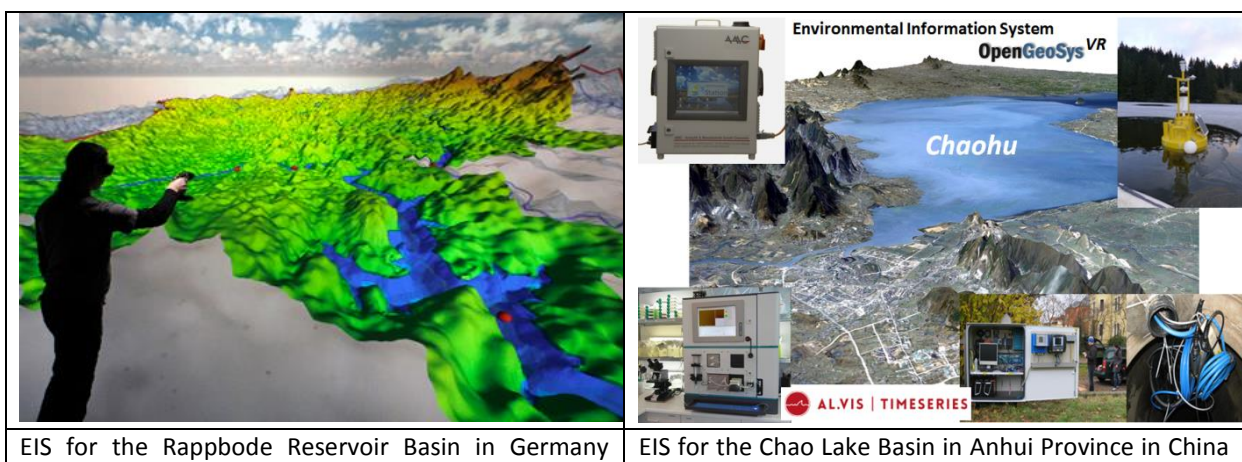 Environmental Information System
OpenGeoSys VR
AMC
Chaohu
AL.VIS | TIMESERIES
EIS for the Rappbode Reservoir Basin in Germany
EIS for the Chao Lake Basin in Anhui Province in China